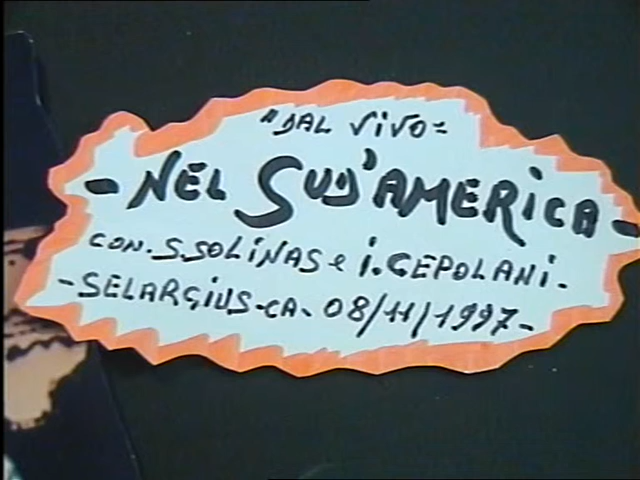 "DAL VIVO"
- NEL SUD'AMERICA -
CON. S. SOLINAS e i. CEPOLANI.
- SELARGIUS - CA - 08/11/1997 -